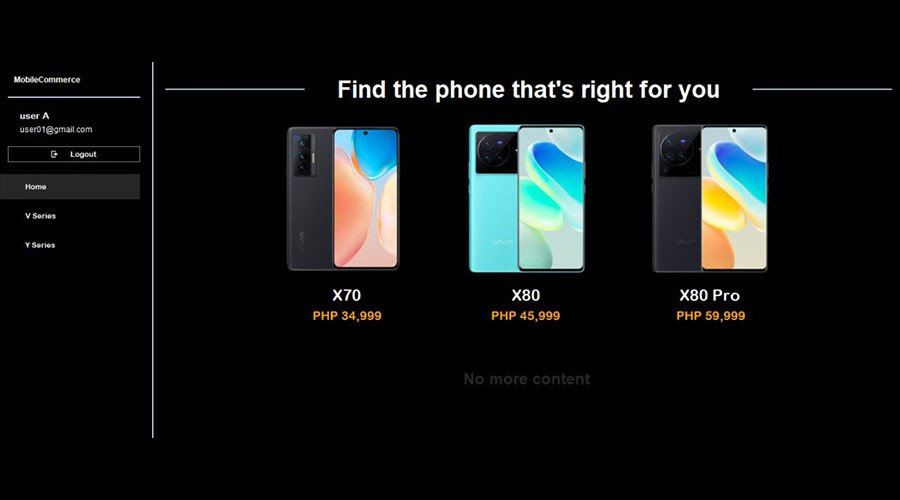 MobileCommerce
user A
user01@gmail.com
Logout
Home
V Series
Y Series
Find the phone that's right for you
vivo
vivo
vivo
X70
PHP 34,999
X80
PHP 45,999
X80 Pro
PHP 59,999
No more content